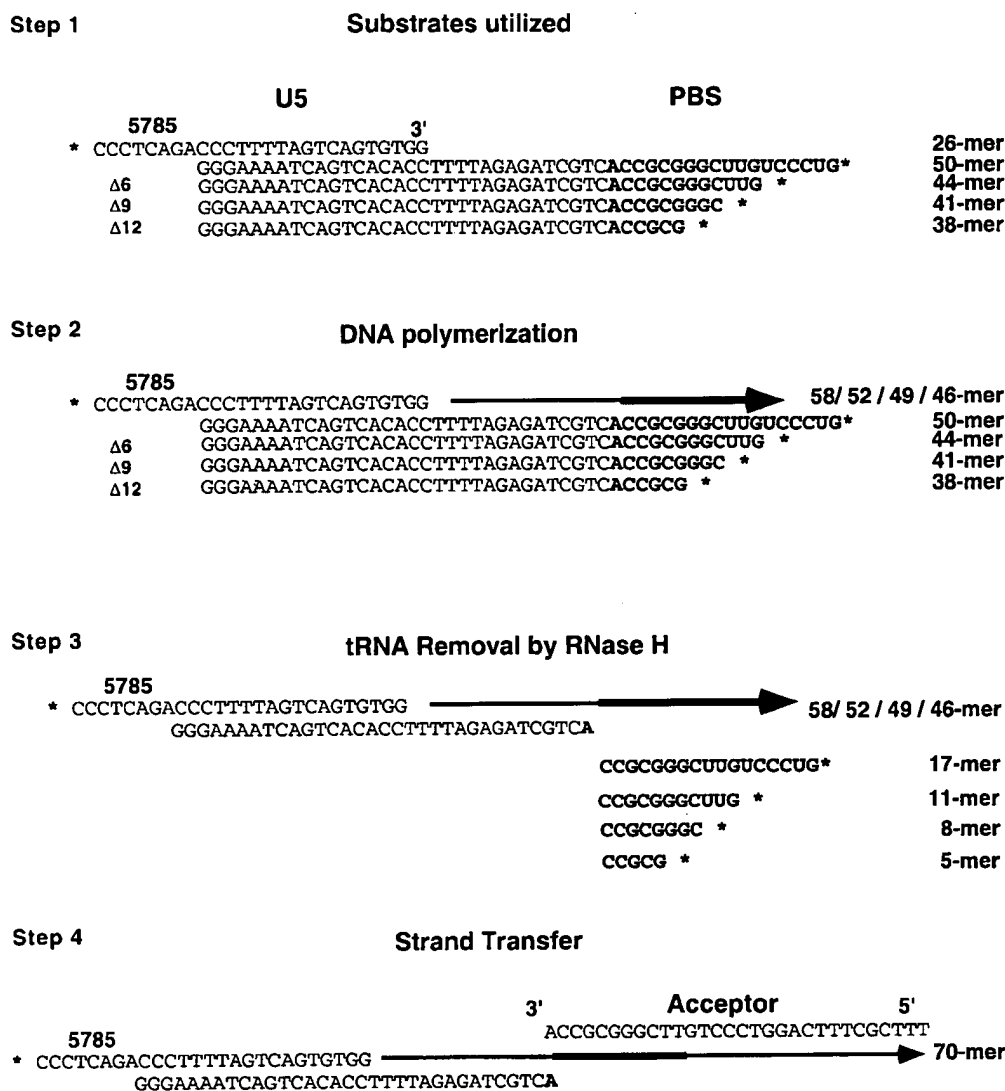 Step 1 Substrates utilized
U5 PBS
5785 3'
* CCCTCAGACCCTTTTAGTCAGTGTGG 26-mer
GGGAAAATCAGTCACACCTTTTAGAGATCGTCACCGCGGGCUUGUCCCUG* 50-mer
Δ6 GGGAAAATCAGTCACACCTTTTAGAGATCGTCACCGCGGGCUUG * 44-mer
Δ9 GGGAAAATCAGTCACACCTTTTAGAGATCGTCACCGCGGGC * 41-mer
Δ12 GGGAAAATCAGTCACACCTTTTAGAGATCGTCACCGCG * 38-mer
Step 2 DNA polymerization
5785
* CCCTCAGACCCTTTTAGTCAGTGTGG 58/ 52 / 49 / 46-mer
GGGAAAATCAGTCACACCTTTTAGAGATCGTCACCGCGGGCUUGUCCCUG* 50-mer
Δ6 GGGAAAATCAGTCACACCTTTTAGAGATCGTCACCGCGGGCUUG * 44-mer
Δ9 GGGAAAATCAGTCACACCTTTTAGAGATCGTCACCGCGGGC * 41-mer
Δ12 GGGAAAATCAGTCACACCTTTTAGAGATCGTCACCGCG * 38-mer
Step 3 tRNA Removal by RNase H
5785
* CCCTCAGACCCTTTTAGTCAGTGTGG 58/ 52 / 49 / 46-mer
GGGAAAATCAGTCACACCTTTTAGAGATCGTCA
CCGCGGGCUUGUCCCUG* 17-mer
CCGCGGGCUUG * 11-mer
CCGCGGGC * 8-mer
CCGCG * 5-mer
Step 4 Strand Transfer
3' Acceptor 5'
ACCGCGGGCTTGTCCCTGGACTTTCGCTTT
5785
* CCCTCAGACCCTTTTAGTCAGTGTGG 70-mer
GGGAAAATCAGTCACACCTTTTAGAGATCGTCA